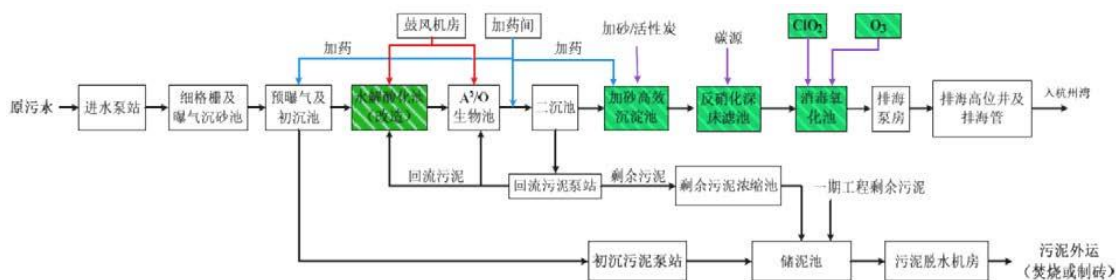 鼓风机房
加药间
加砂/活性炭
碳源
ClO₂
O₃
加药
加药
原污水
进水泵站
细格栅及
曝气沉砂池
预曝气及
初沉池
水解酸化池
（改造）
A²/O
生物池
二沉池
加砂高效
沉淀池
反硝化深
床滤池
消毒氧
化池
排海
泵房
排海高位井及
排海管
入杭州湾
回流污泥
回流污泥泵站
剩余污泥
剩余污泥浓缩池
一期工程剩余污泥
初沉污泥泵站
储泥池
污泥脱水机房
污泥外运
（焚烧或制砖）